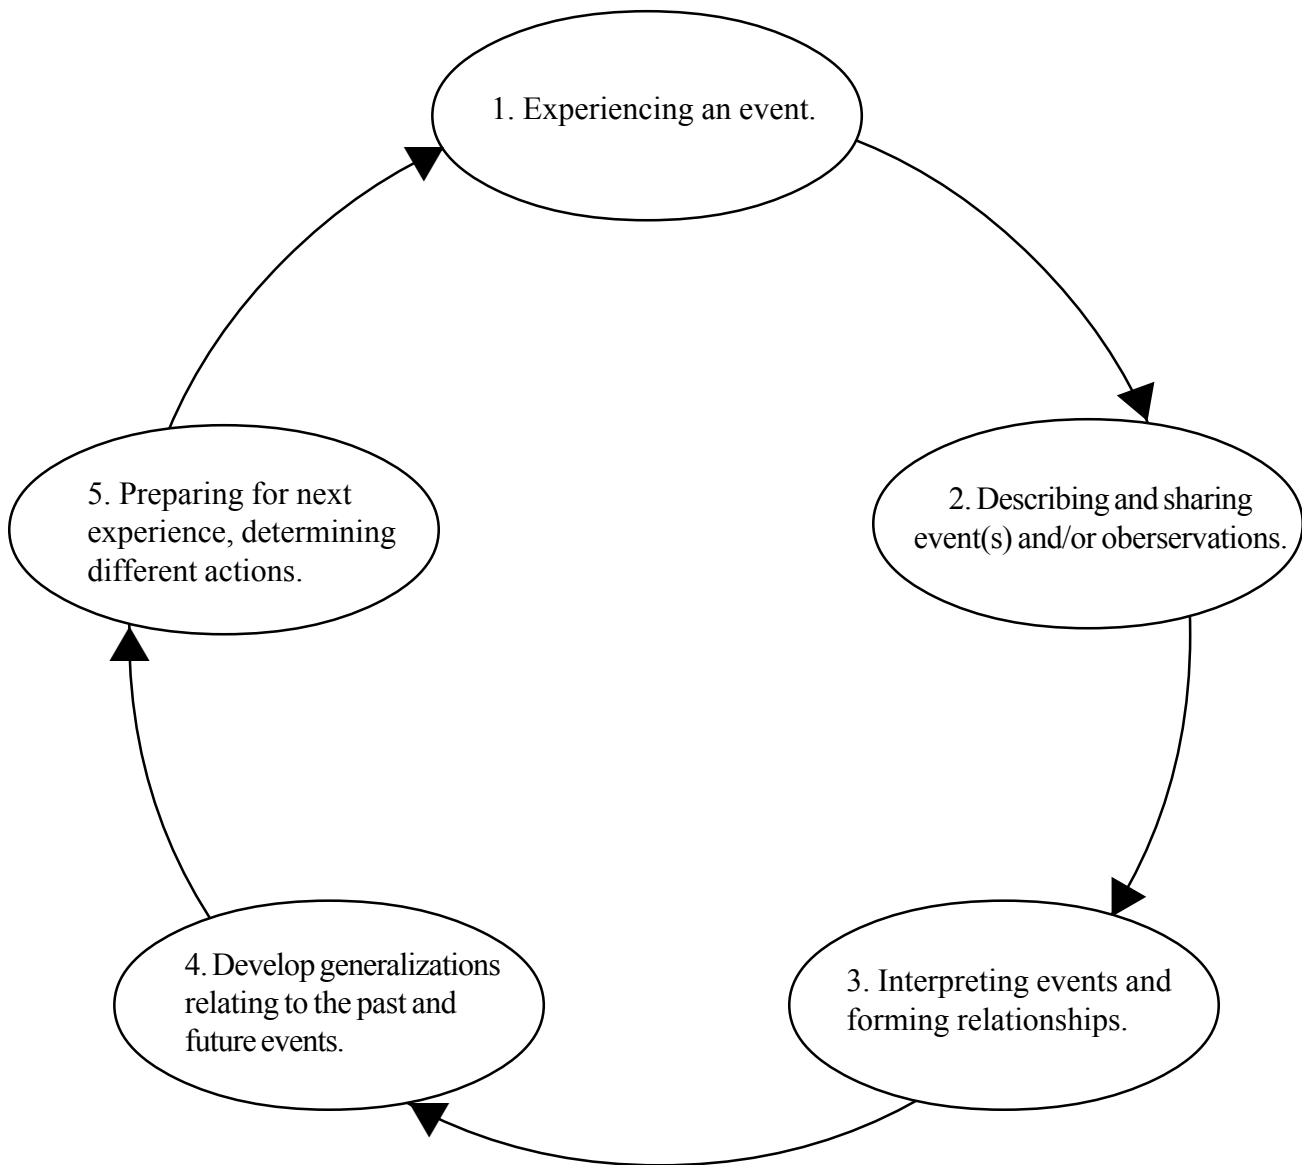 1. Experiencing an event.
2. Describing and sharing
event(s) and/or oberservations.
3. Interpreting events and
forming relationships.
4. Develop generalizations
relating to the past and
future events.
5. Preparing for next
experience, determining
different actions.